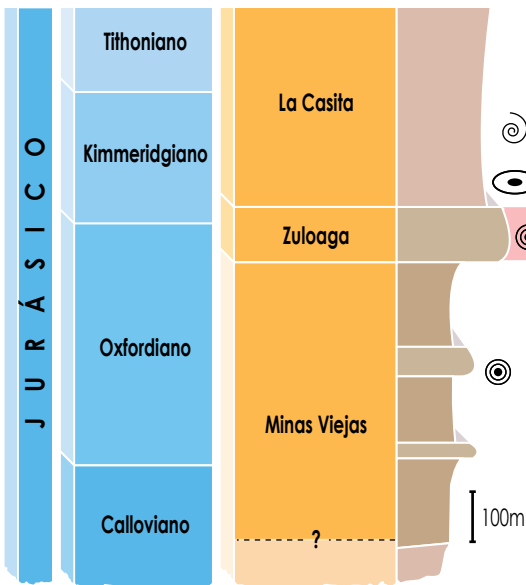 JURÁSICO
Tithoniano
Kimmeridgiano
Oxfordiano
Calloviano
La Casita
Zuloaga
Minas Viejas
?
100m